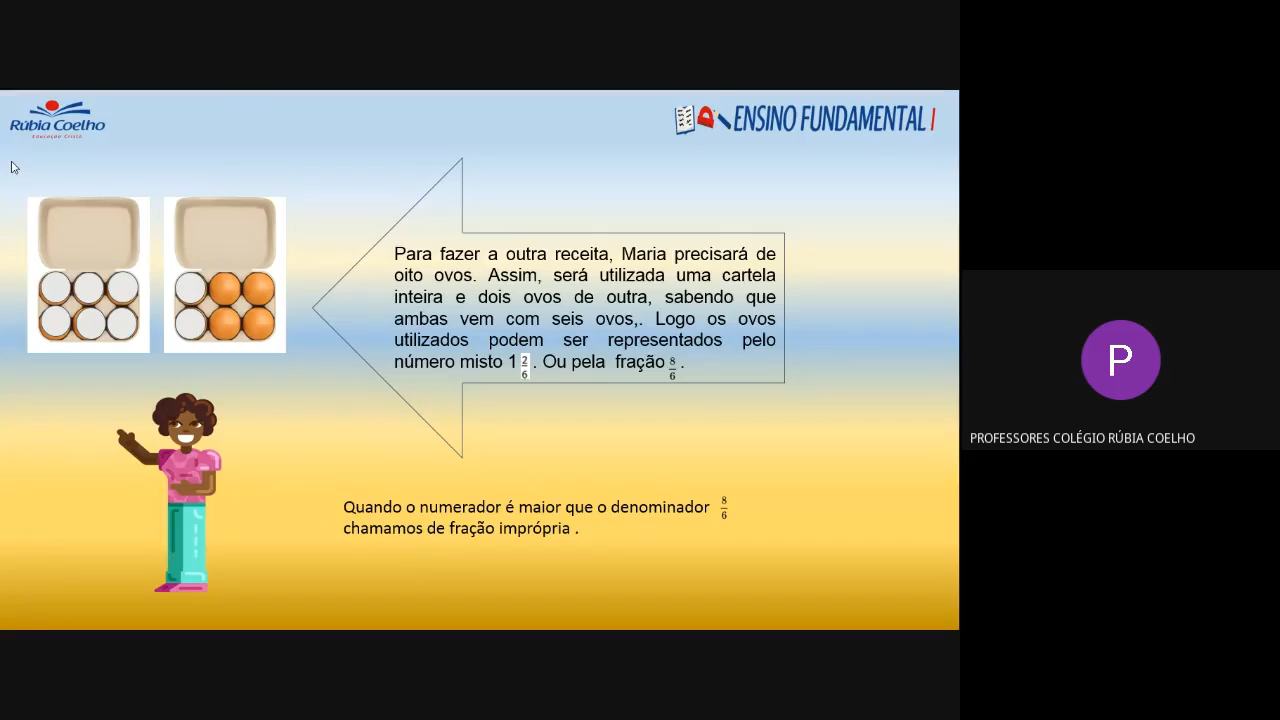 Rúbia Coelho
Educação Cristã
ENSINO FUNDAMENTAL I
Para fazer a outra receita, Maria precisará de
oito ovos. Assim, será utilizada uma cartela
inteira e dois ovos de outra, sabendo que
ambas vem com seis ovos,. Logo os ovos
utilizados podem ser representados pelo
número misto 1 2/6 . Ou pela fração 8/6 .
Quando o numerador é maior que o denominador 8/6
chamamos de fração imprópria .
P
PROFESSORES COLÉGIO RÚBIA COELHO